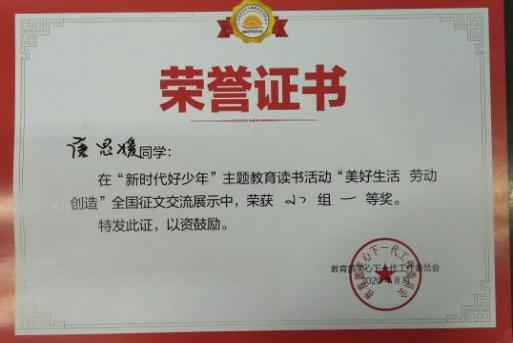 荣誉证书
唐思媛同学：
在“新时代好少年”主题教育读书活动“美好生活 劳动
创造”全国征文交流展示中，荣获 组 一 等奖。
特发此证，以资鼓励。
教育部关心下一代工作委员会
2020年8月